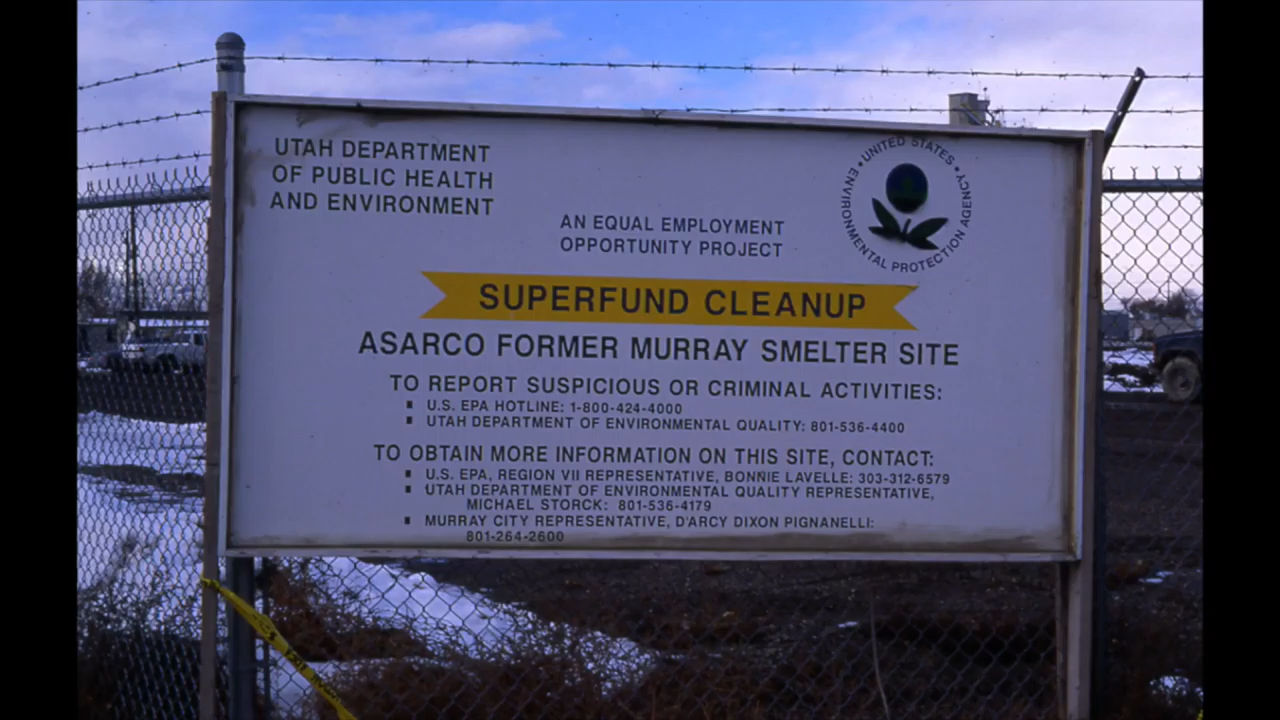 UTAH DEPARTMENT
OF PUBLIC HEALTH
AND ENVIRONMENT
AN EQUAL EMPLOYMENT
OPPORTUNITY PROJECT
• UNITED STATES •
ENVIRONMENTAL PROTECTION AGENCY
SUPERFUND CLEANUP
ASARCO FORMER MURRAY SMELTER SITE
TO REPORT SUSPICIOUS OR CRIMINAL ACTIVITIES:
▪ U.S. EPA HOTLINE: 1-800-424-4000
▪ UTAH DEPARTMENT OF ENVIRONMENTAL QUALITY: 801-536-4400
TO OBTAIN MORE INFORMATION ON THIS SITE, CONTACT:
▪ U.S. EPA, REGION VII REPRESENTATIVE, BONNIE LAVELLE: 303-312-6579
▪ UTAH DEPARTMENT OF ENVIRONMENTAL QUALITY REPRESENTATIVE,
MICHAEL STORCK: 801-536-4179
▪ MURRAY CITY REPRESENTATIVE, D'ARCY DIXON PIGNANELLI:
801-264-2600